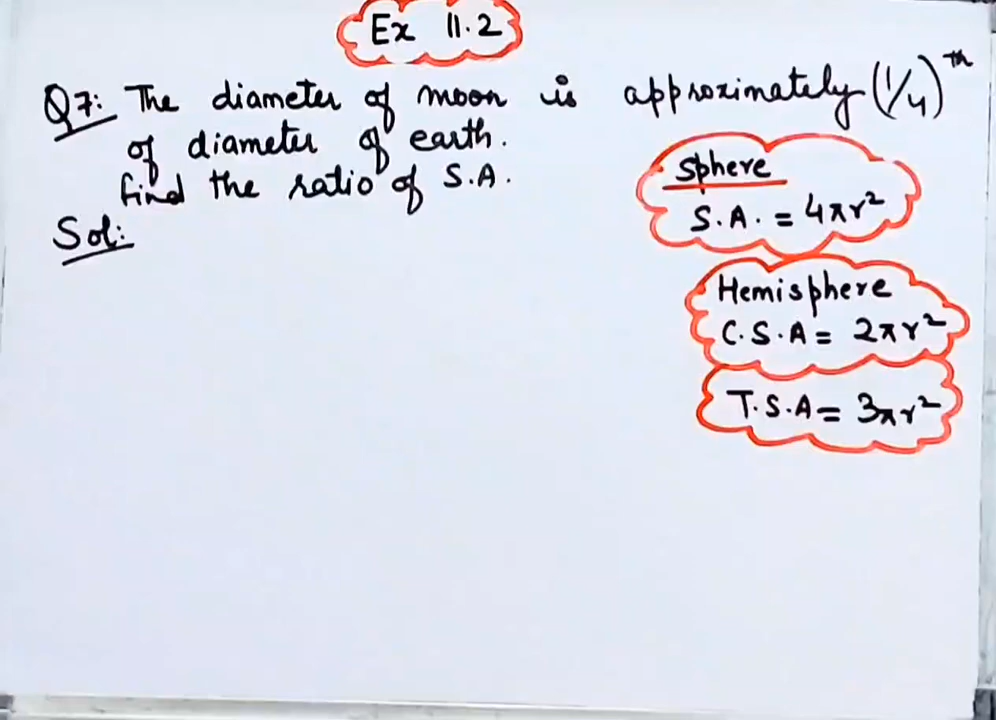 Ex 11.2
Q7: The diameter of moon is approximately (1/4)th
of diameter of earth.
find the ratio of S.A.
Sol:
Sphere
S.A. = 4πr²
Hemisphere
C.S.A = 2πr²
T.S.A = 3πr²